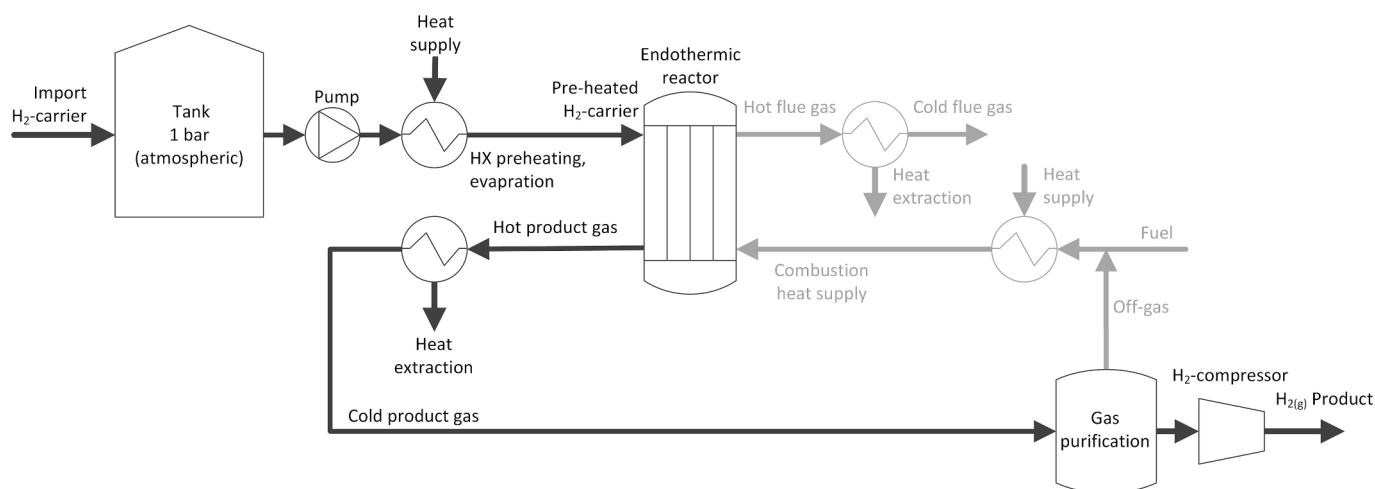 Import
H₂-carrier
Tank
1 bar
(atmospheric)
Pump
Heat
supply
HX preheating,
evapration
Pre-heated
H₂-carrier
Endothermic
reactor
Hot flue gas
Cold flue gas
Heat
extraction
Heat
supply
Fuel
Combustion
heat supply
Off-gas
Hot product gas
Heat
extraction
Cold product gas
Gas
purification
H₂-compressor
H₂₍g₎ Product